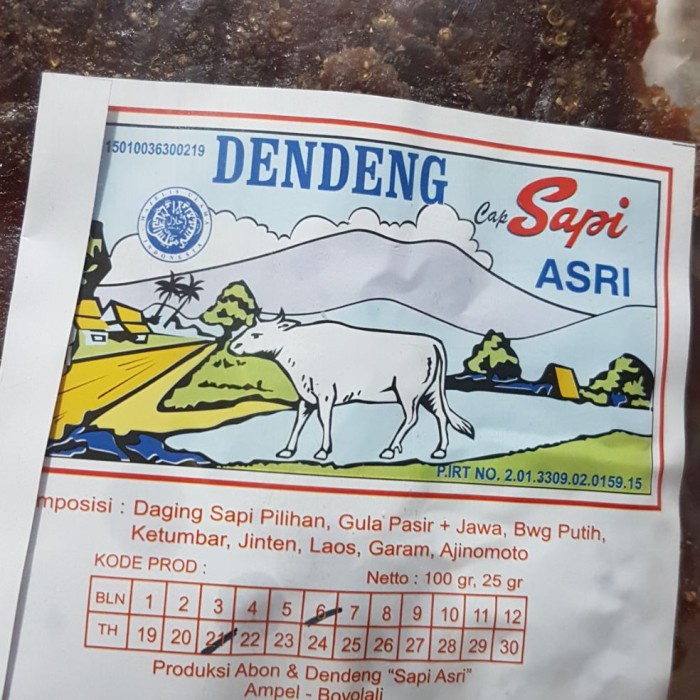 15010036300219
DENDENG
Cap Sapi
ASRI
P.IRT NO. 2.01.3309.02.0159.15
mposisi : Daging Sapi Pilihan, Gula Pasir + Jawa, Bwg Putih,
Ketumbar, Jinten, Laos, Garam, Ajinomoto
KODE PROD :
Netto : 100 gr, 25 gr
BLN 1 2 3 4 5 6 7 8 9 10 11 12
TH 19 20 21 22 23 24 25 26 27 28 29 30
Produksi Abon & Dendeng "Sapi Asri"
Ampel - Boyolali